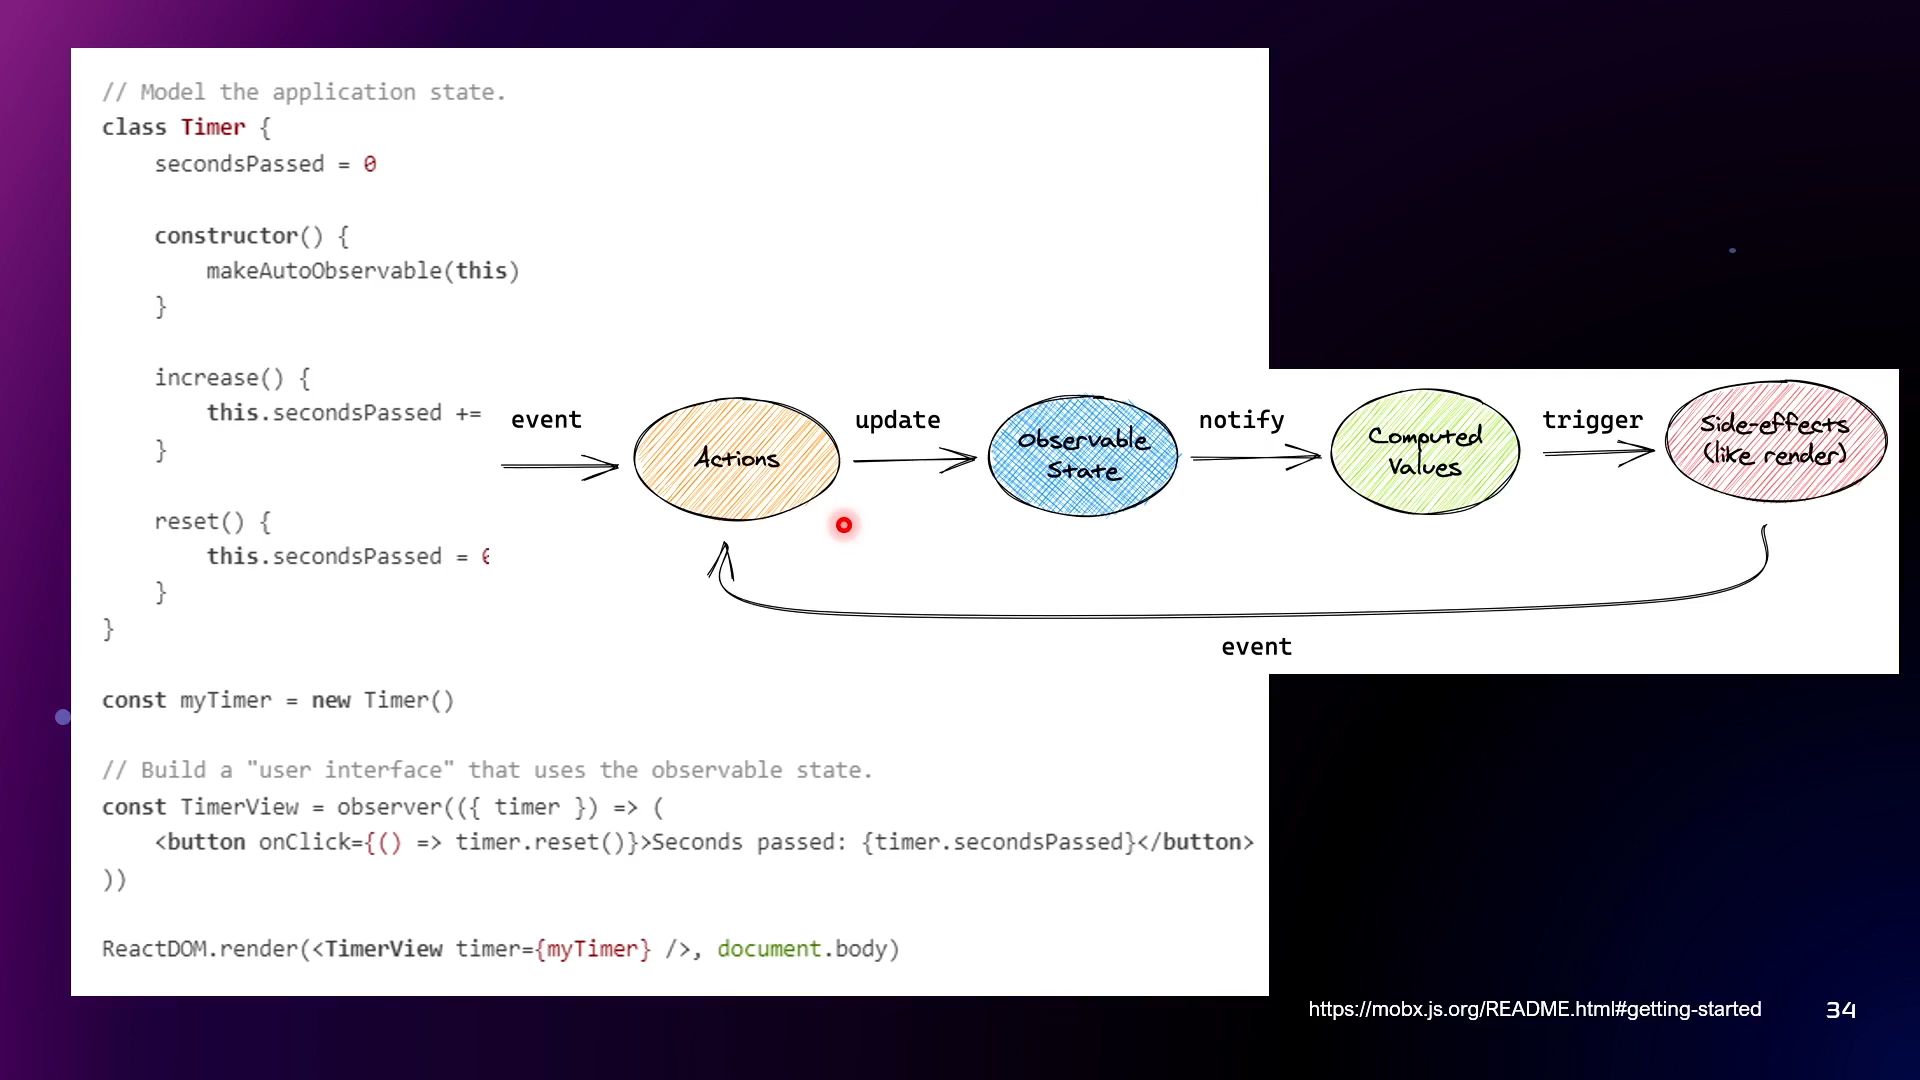 // Model the application state.
class Timer {
secondsPassed = 0
constructor() {
makeAutoObservable(this)
}
increase() {
this.secondsPassed +=
}
reset() {
this.secondsPassed = 0
}
}
const myTimer = new Timer()
// Build a "user interface" that uses the observable state.
const TimerView = observer(({ timer }) => (
<button onClick={() => timer.reset()}>Seconds passed: {timer.secondsPassed}</button>
))
ReactDOM.render(<TimerView timer={myTimer} />, document.body)
event
Actions
update
Observable
State
notify
Computed
Values
trigger
Side-effects
(like render)
event
https://mobx.js.org/README.html#getting-started
34